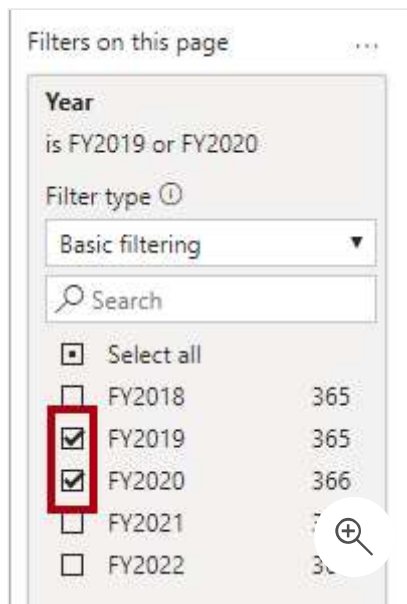 Filters on this page ...
Year
is FY2019 or FY2020
Filter type
Basic filtering
Search
Select all
FY2018 365
FY2019 365
FY2020 366
FY2021
FY2022